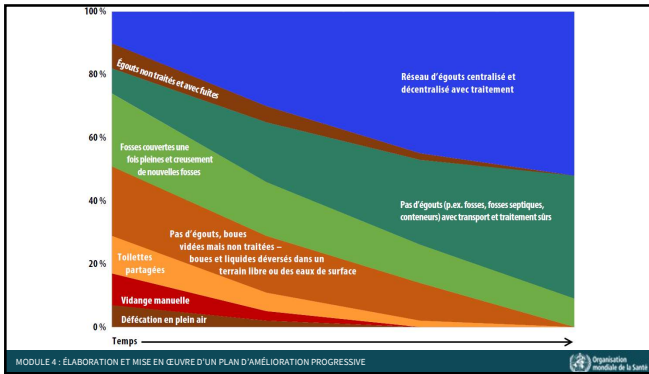 100 %
Égouts non traités et avec fuites
Réseau d'égouts centralisé et
décentralisé avec traitement
80 %
60 %
Fosses couvertes une
fois pleines et creusement
de nouvelles fosses
40 %
Pas d'égouts (p.ex. fosses, fosses septiques,
conteneurs) avec transport et traitement sûrs
Pas d'égouts, boues
vidées mais non traitées –
boues et liquides déversés dans un
terrain libre ou des eaux de surface
20 %
Toilettes
partagées
Vidange manuelle
Défécation en plein air
0 %
Temps
MODULE 4 : ÉLABORATION ET MISE EN ŒUVRE D'UN PLAN D'AMÉLIORATION PROGRESSIVE
Organisation
mondiale de la Santé